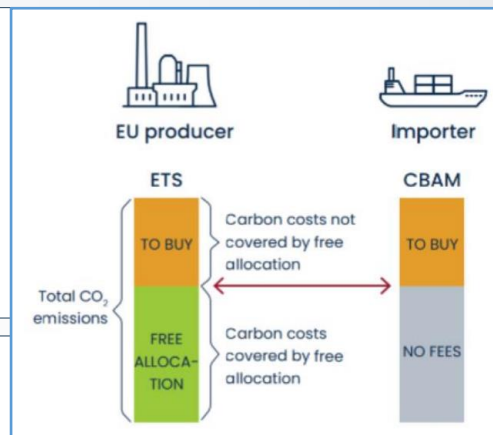 EU producer
Importer
ETS
CBAM
TO BUY
Carbon costs not
covered by free
allocation
TO BUY
Total CO₂
emissions
FREE
ALLOCA-
TION
Carbon costs
covered by free
allocation
NO FEES